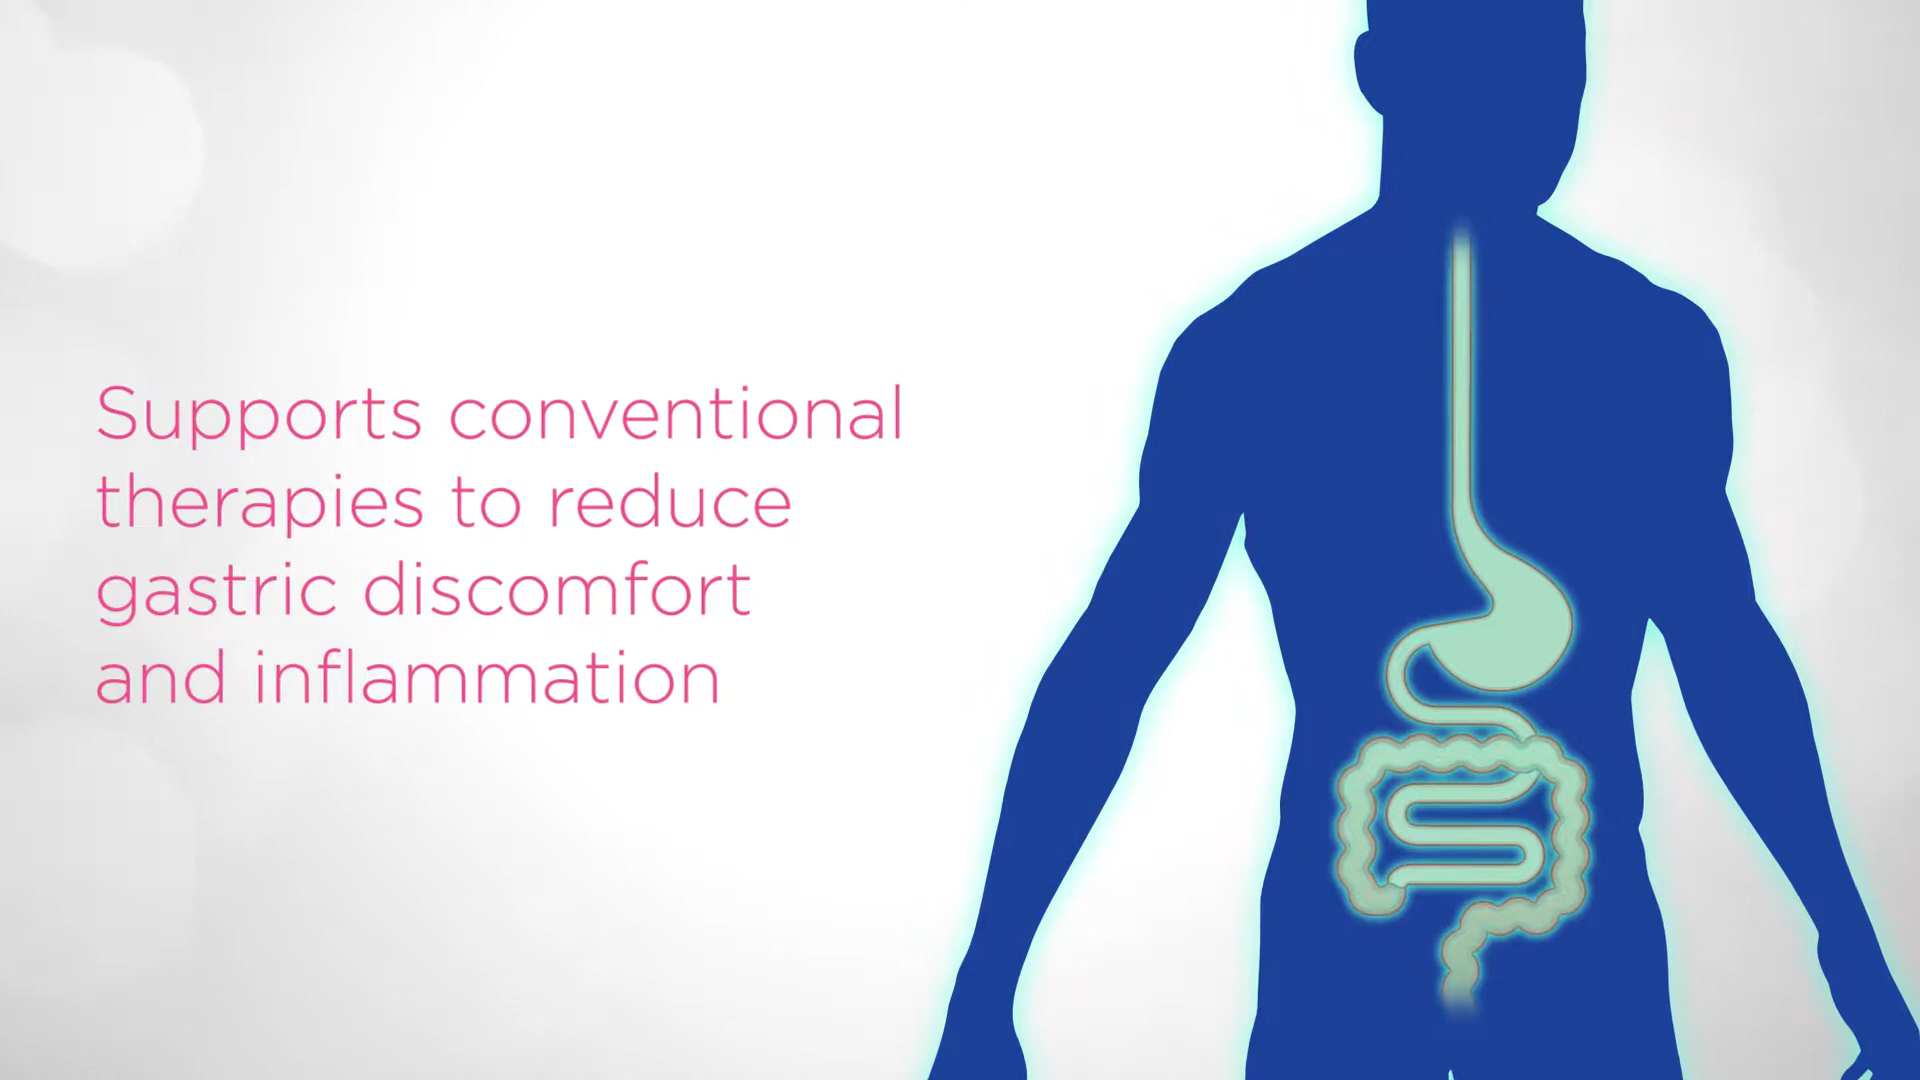 Supports conventional
therapies to reduce
gastric discomfort
and inflammation